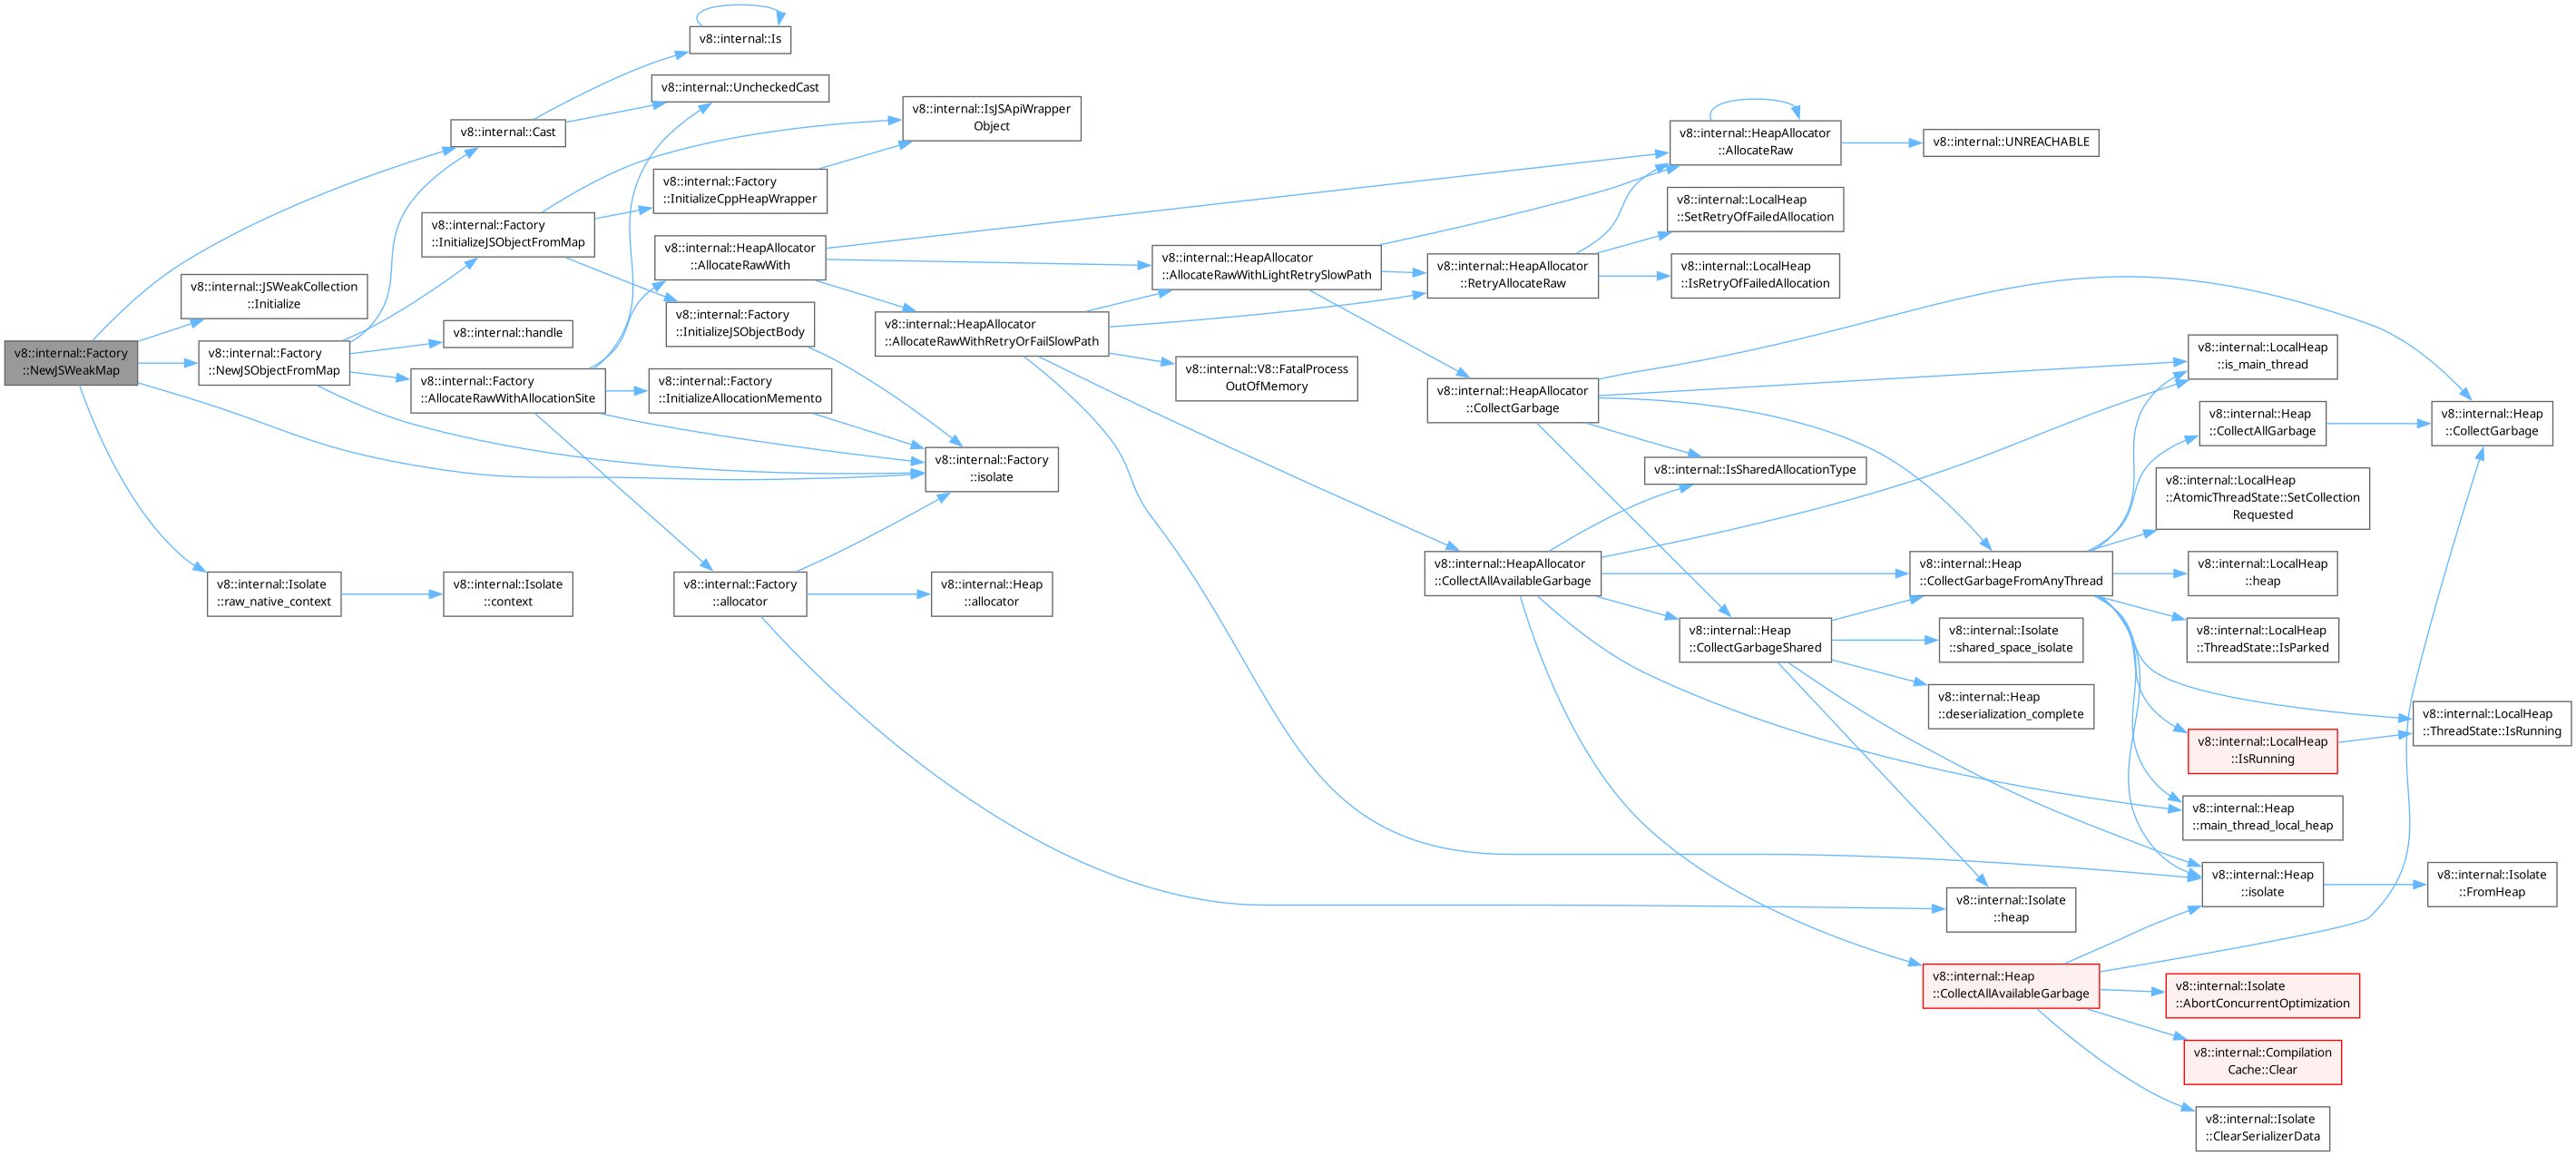 v8::internal::Factory
::NewJSWeakMap
v8::internal::Cast
v8::internal::JSWeakCollection
::Initialize
v8::internal::Factory
::NewJSObjectFromMap
v8::internal::Isolate
::raw_native_context
v8::internal::Is
v8::internal::UncheckedCast
v8::internal::Factory
::InitializeJSObjectFromMap
v8::internal::handle
v8::internal::Factory
::AllocateRawWithAllocationSite
v8::internal::Isolate
::context
v8::internal::Factory
::InitializeCppHeapWrapper
v8::internal::HeapAllocator
::AllocateRawWith
v8::internal::Factory
::InitializeJSObjectBody
v8::internal::Factory
::InitializeAllocationMemento
v8::internal::Factory
::allocator
v8::internal::IsJSApiWrapper
Object
v8::internal::HeapAllocator
::AllocateRawWithRetryOrFailSlowPath
v8::internal::Factory
::isolate
v8::internal::Heap
::allocator
v8::internal::HeapAllocator
::AllocateRawWithLightRetrySlowPath
v8::internal::V8::FatalProcess
OutOfMemory
v8::internal::HeapAllocator
::RetryAllocateRaw
v8::internal::HeapAllocator
::CollectGarbage
v8::internal::HeapAllocator
::CollectAllAvailableGarbage
v8::internal::HeapAllocator
::AllocateRaw
v8::internal::LocalHeap
::SetRetryOfFailedAllocation
v8::internal::LocalHeap
::IsRetryOfFailedAllocation
v8::internal::IsSharedAllocationType
v8::internal::Heap
::CollectGarbageShared
v8::internal::UNREACHABLE
v8::internal::Heap
::CollectGarbageFromAnyThread
v8::internal::Isolate
::shared_space_isolate
v8::internal::Heap
::deserialization_complete
v8::internal::Isolate
::heap
v8::internal::Heap
::CollectAllAvailableGarbage
v8::internal::LocalHeap
::is_main_thread
v8::internal::Heap
::CollectAllGarbage
v8::internal::LocalHeap
::AtomicThreadState::SetCollection
Requested
v8::internal::LocalHeap
::heap
v8::internal::LocalHeap
::ThreadState::IsParked
v8::internal::LocalHeap
::IsRunning
v8::internal::Heap
::main_thread_local_heap
v8::internal::Heap
::isolate
v8::internal::Isolate
::AbortConcurrentOptimization
v8::internal::Compilation
Cache::Clear
v8::internal::Isolate
::ClearSerializerData
v8::internal::Heap
::CollectGarbage
v8::internal::LocalHeap
::ThreadState::IsRunning
v8::internal::Isolate
::FromHeap